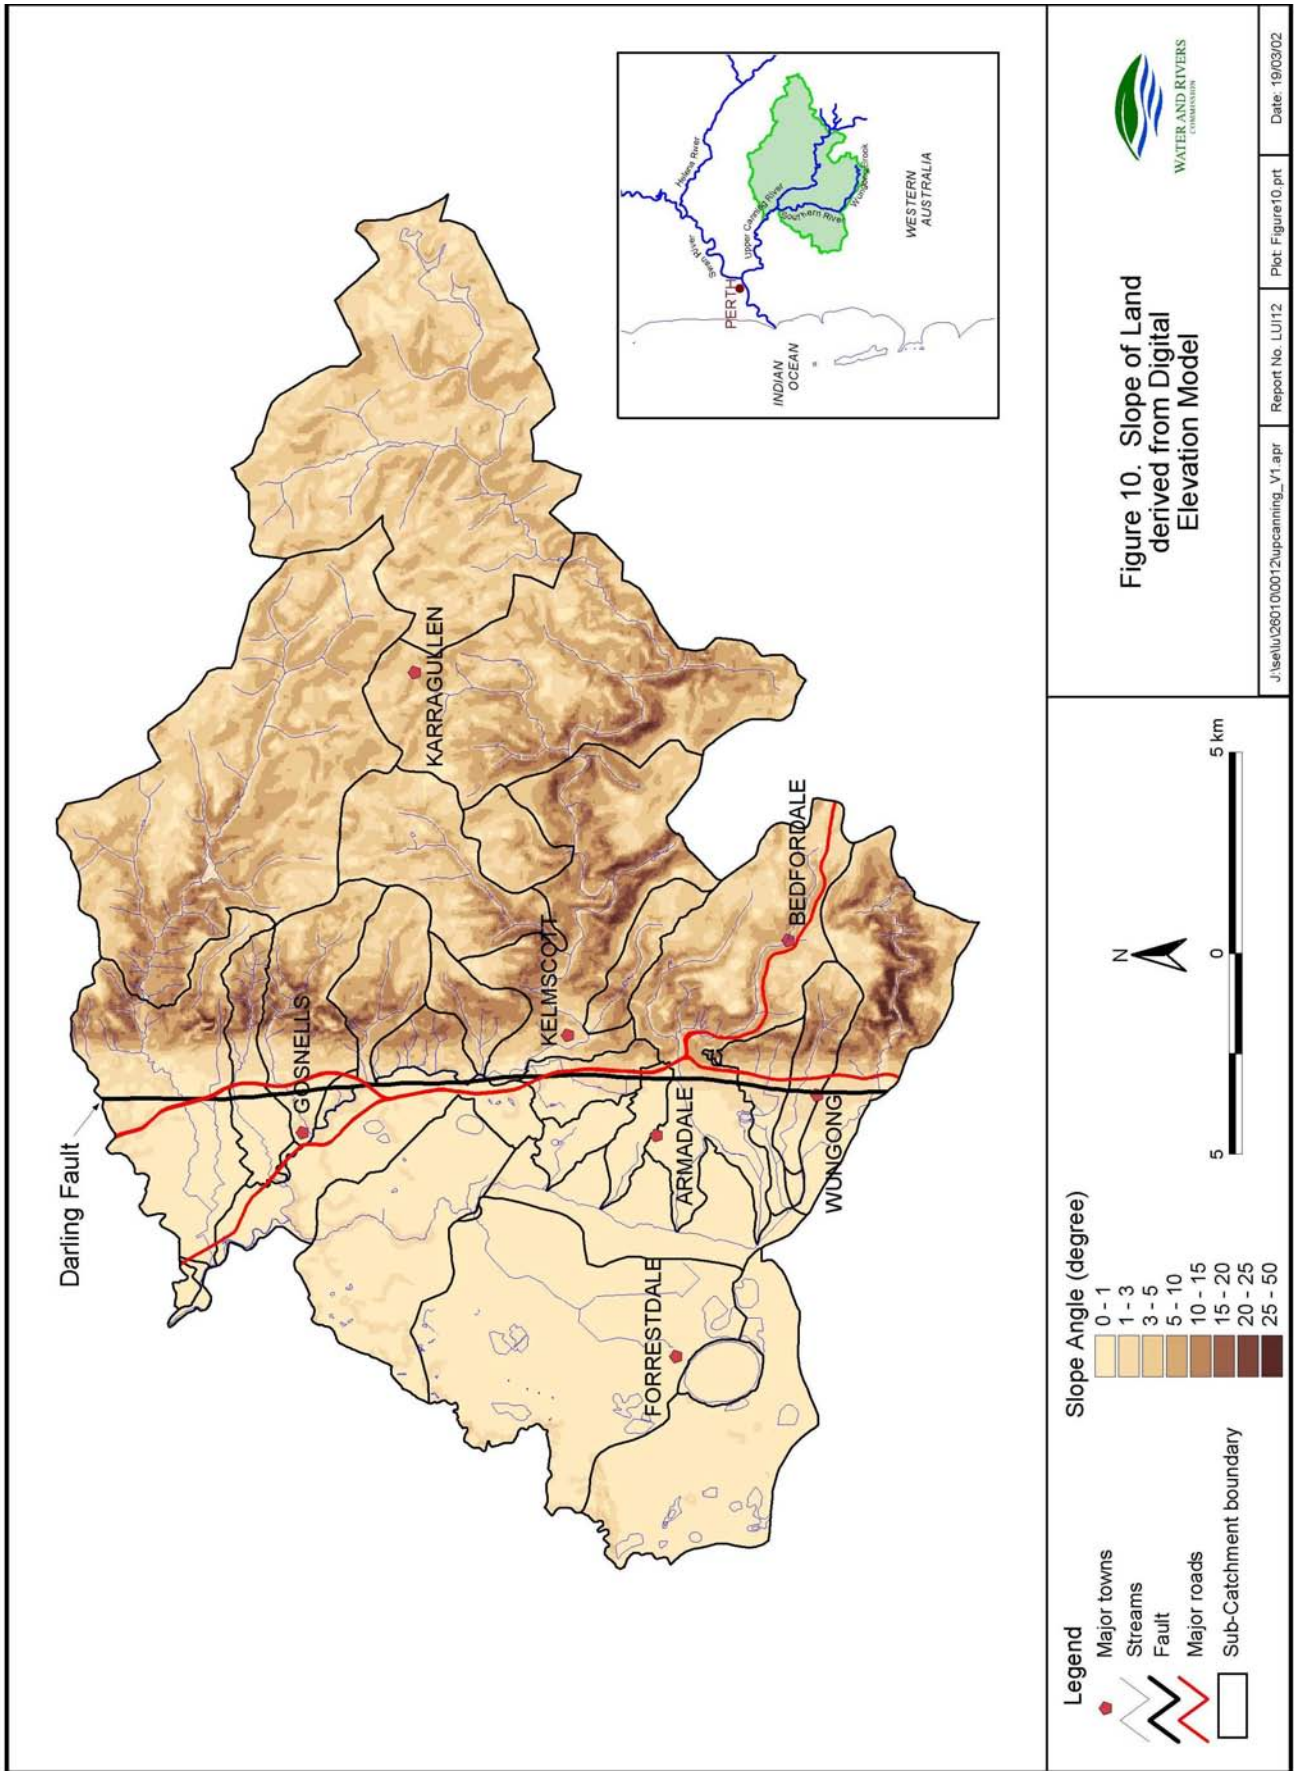 Darling Fault
GOSNELLS
KARRAGULLEN
KELMSCOTT
ARMADALE
BEDFORDALE
WUNGONG
FORRESTDALE
Swan River
Helena River
Upper Canning River
Southern River
Wungong Brook
PERTH
INDIAN
OCEAN
WESTERN
AUSTRALIA
Legend
Major towns
Streams
Fault
Major roads
Sub-Catchment boundary
Slope Angle (degree)
0 - 1
1 - 3
3 - 5
5 - 10
10 - 15
15 - 20
20 - 25
25 - 50
N
5 0 5 km
Figure 10. Slope of Land
derived from Digital
Elevation Model
WATER AND RIVERS
COMMISSION
J:\se\lu\26010\0012\upcanning_V1.apr
Report No. LUI12
Plot: Figure10.prt
Date: 19/03/02